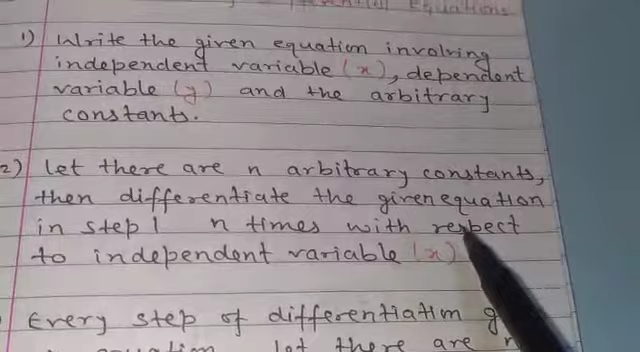 Equations
1) Write the given equation involving
independent variable (x), dependent
variable (y) and the arbitrary
constants.
2) let there are n arbitrary constants,
then differentiate the given equation
in step 1 n times with respect
to independent variable (x)
Every step of differentiation
let there are